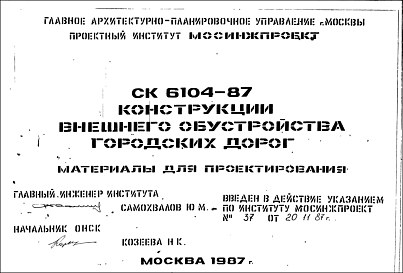 ГЛАВНОЕ АРХИТЕКТУРНО-ПЛАНИРОВОЧНОЕ УПРАВЛЕНИЕ г.МОСКВЫ
ПРОЕКТНЫЙ ИНСТИТУТ МОСИНЖПРОЕКТ
СК 6104-87
КОНСТРУКЦИИ
ВНЕШНЕГО ОБУСТРОЙСТВА
ГОРОДСКИХ ДОРОГ
МАТЕРИАЛЫ ДЛЯ ПРОЕКТИРОВАНИЯ
ГЛАВНЫЙ ИНЖЕНЕР ИНСТИТУТА
САМОХВАЛОВ Ю М.
НАЧАЛЬНИК ОНСК
КОЗЕЕВА Н К.
ВВЕДЕН В ДЕЙСТВИЕ УКАЗАНИЕМ
ПО ИНСТИТУТУ МОСИНЖПРОЕКТ
№ 37 ОТ 20 11 87г.
МОСКВА 1987 г.